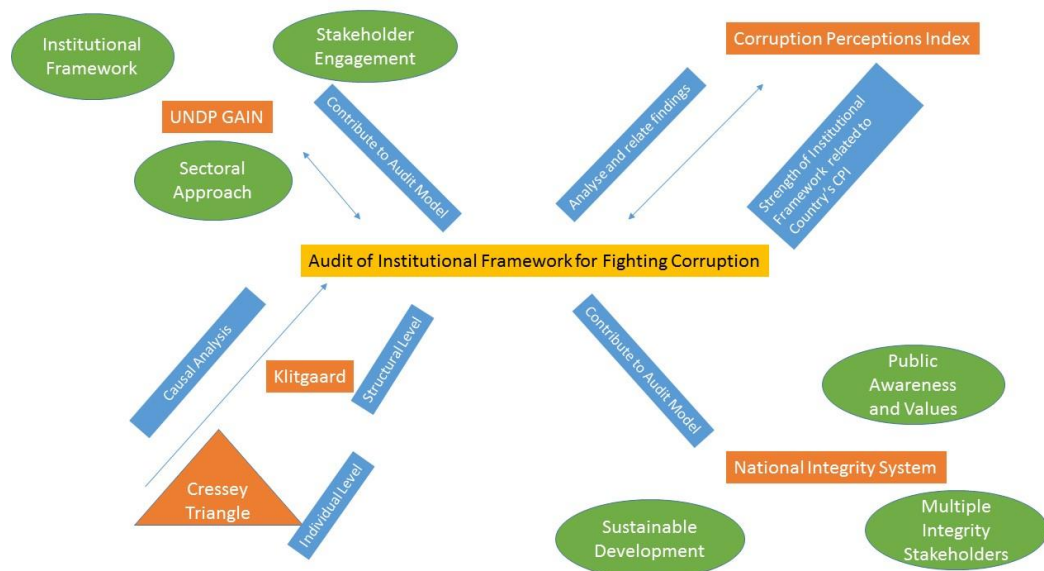 Institutional
Framework
Stakeholder
Engagement
Corruption Perceptions Index
UNDP GAIN
Sectoral
Approach
Contribute to Audit Model
Analyse and relate findings
Strength of Institutional
Framework related to
Country's CPI
Audit of Institutional Framework for Fighting Corruption
Causal Analysis
Klitgaard
Structural Level
Cressey
Triangle
Individual Level
Contribute to Audit Model
Public
Awareness
and Values
National Integrity System
Sustainable
Development
Multiple
Integrity
Stakeholders